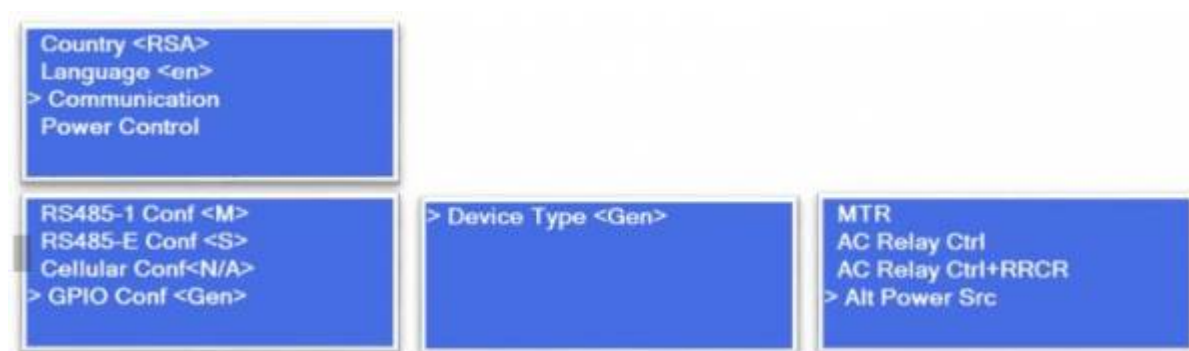 Country <RSA>
Language <en>
> Communication
Power Control
RS485-1 Conf <M>
RS485-E Conf <S>
Cellular Conf<N/A>
> GPIO Conf <Gen>
> Device Type <Gen>
MTR
AC Relay Ctrl
AC Relay Ctrl+RRCR
> Alt Power Src